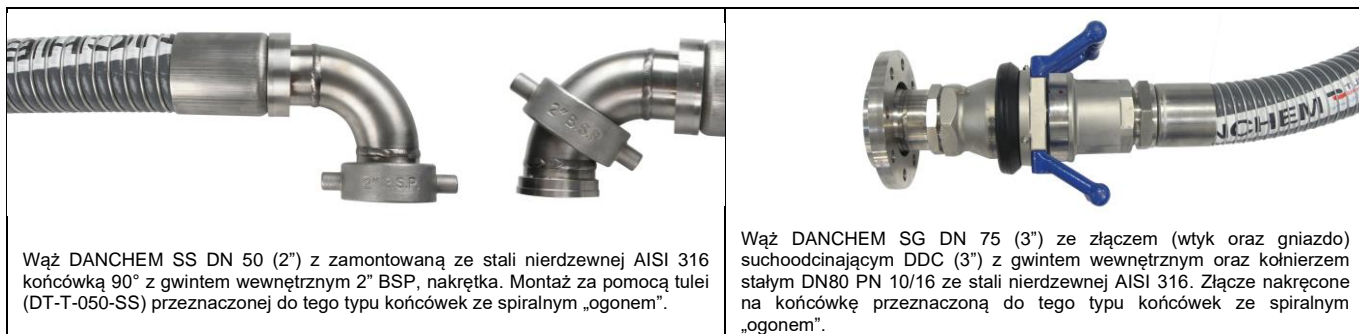 2" B.S.P.
2" B.S.P.
NCHEM
Wąż DANCHEM SS DN 50 (2”) z zamontowaną ze stali nierdzewnej AISI 316
końcówką 90° z gwintem wewnętrznym 2” BSP, nakrętka. Montaż za pomocą tulei
(DT-T-050-SS) przeznaczonej do tego typu końcówek ze spiralnym „ogonem”.
Wąż DANCHEM SG DN 75 (3”) ze złączem (wtyk oraz gniazdo)
suchoodcinającym DDC (3”) z gwintem wewnętrznym oraz kołnierzem
stałym DN80 PN 10/16 ze stali nierdzewnej AISI 316. Złącze nakręcone
na końcówkę przeznaczoną do tego typu końcówek ze spiralnym
„ogonem”.